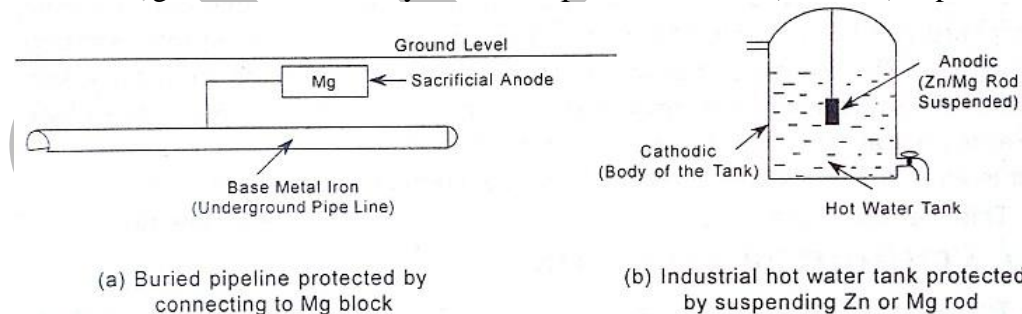 Ground Level
Mg
Sacrificial Anode
Base Metal Iron
(Underground Pipe Line)
(a) Buried pipeline protected by
connecting to Mg block
Anodic
(Zn/Mg Rod
Suspended)
Cathodic
(Body of the Tank)
Hot Water Tank
(b) Industrial hot water tank protected
by suspending Zn or Mg rod